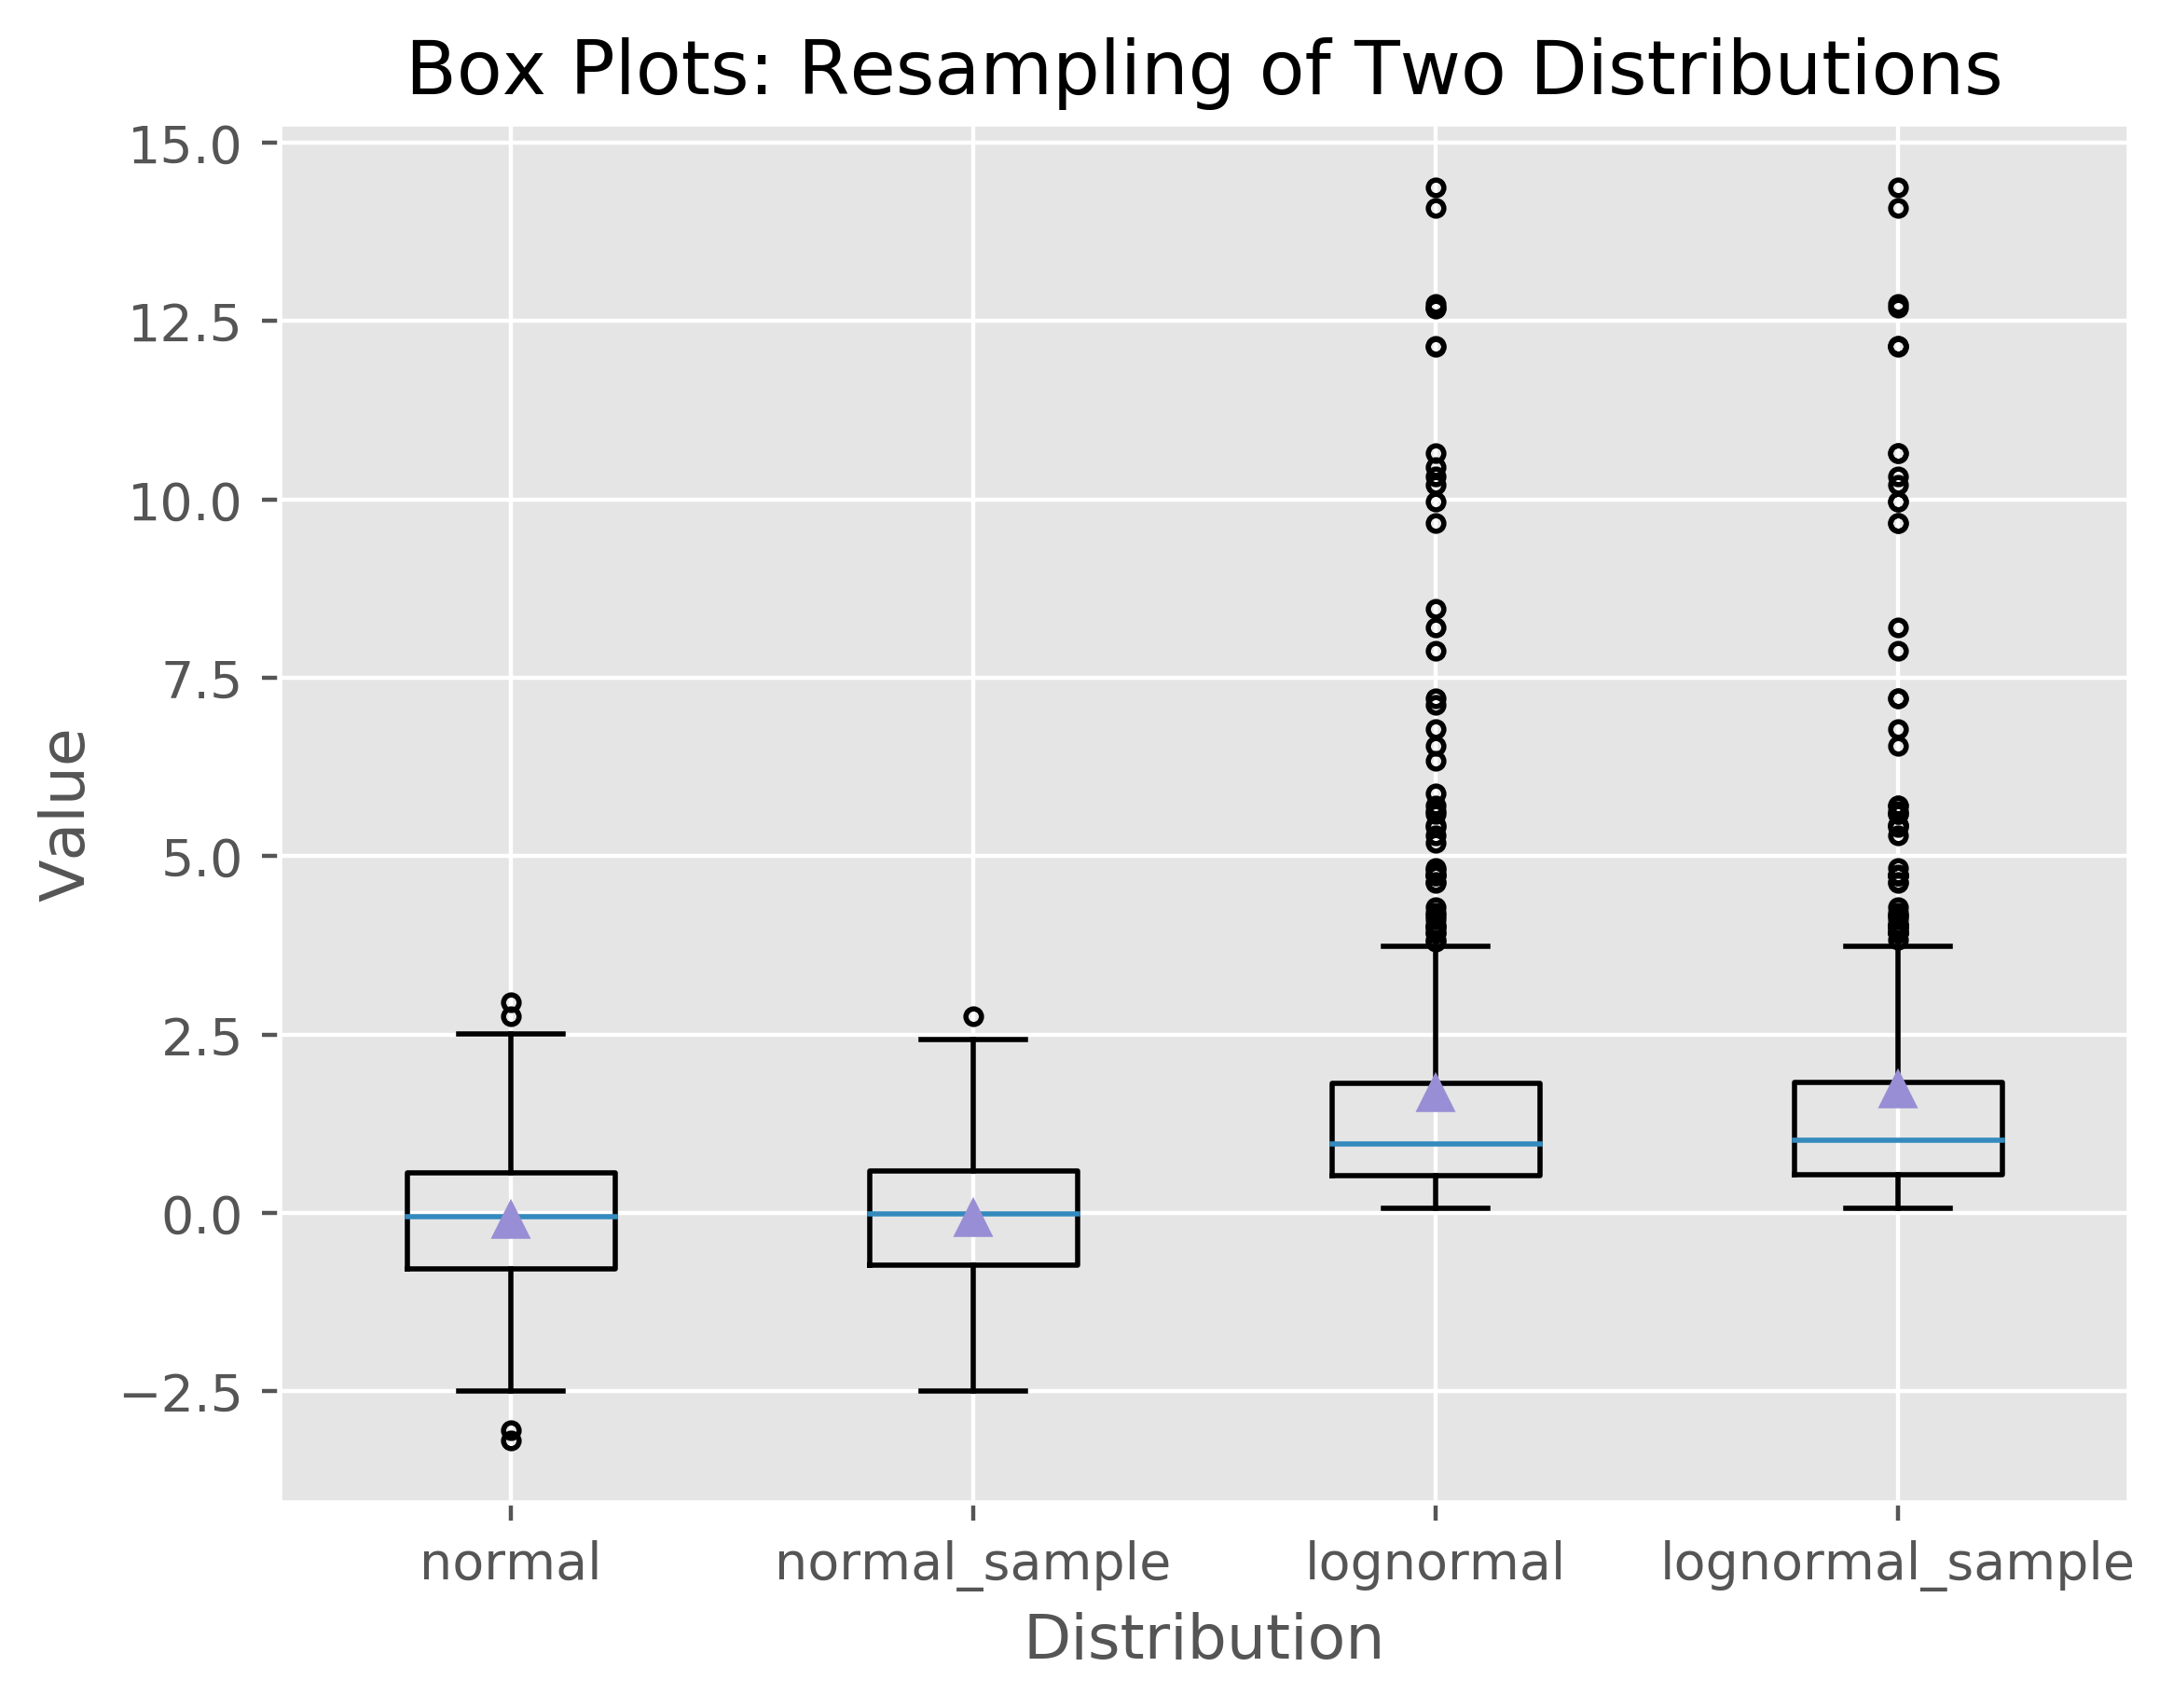 Box Plots: Resampling of Two Distributions
15.0
12.5
10.0
7.5
5.0
2.5
0.0
−2.5
Value
normal normal_sample lognormal lognormal_sample
Distribution